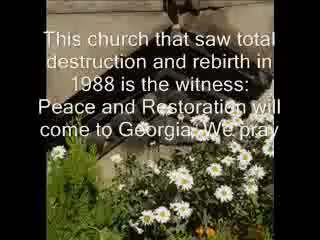 This church that saw total
destruction and rebirth in
1988 is the witness:
Peace and Restoration will
come to Georgia. We pray